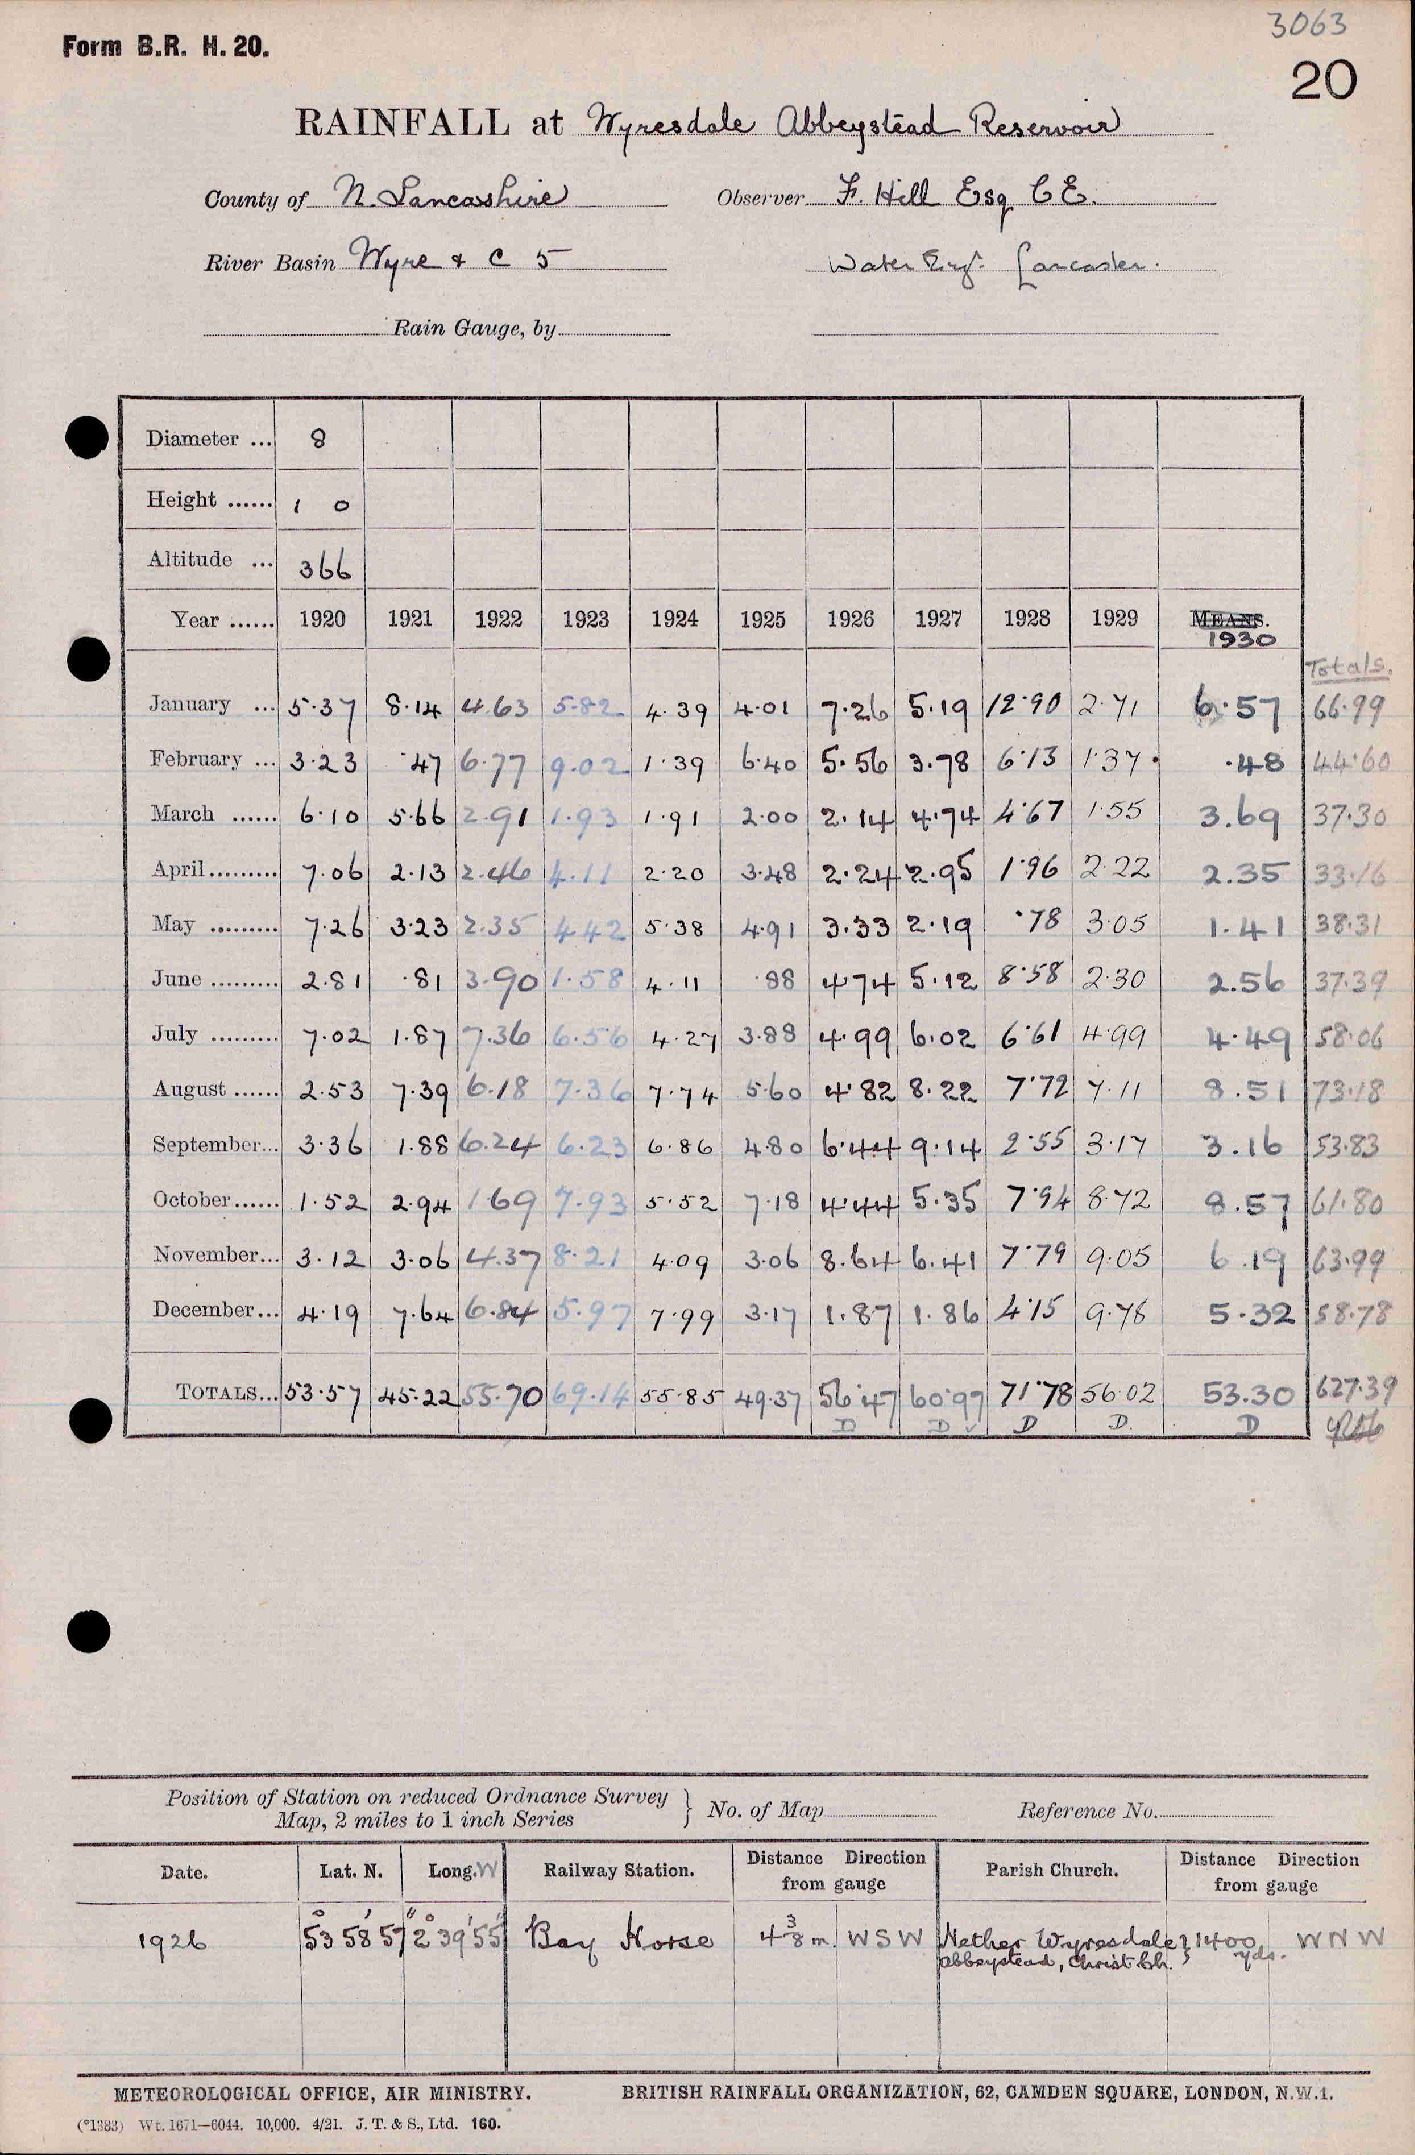 3063
Form B.R. H. 20.
20
RAINFALL at Wyresdale Abbeystead Reservoir
County of N. Lancashire Observer F. Hill Esq C E.
River Basin Wyre & C 5 Water Engr. Lancaster.
Rain Gauge, by
Diameter ... 8
Height ...... 1 0
Altitude ... 366
Year ...... 1920 1921 1922 1923 1924 1925 1926 1927 1928 1929 MEANS.
1930
Totals.
January ... 5.37 8.14 4.63 5.82 4.39 4.01 7.26 5.19 12.90 2.71 6.57 66.99
February ... 3.23 .47 6.77 9.02 1.39 6.40 5.56 3.78 6.13 1.37 .48 44.60
March ...... 6.10 5.66 2.91 1.93 1.91 2.00 2.14 4.74 4.67 1.55 3.69 37.30
April......... 7.06 2.13 2.46 4.11 2.20 3.48 2.24 2.95 1.96 2.22 2.35 33.16
May ......... 7.26 3.23 2.35 4.42 5.38 4.91 3.33 2.19 .78 3.05 1.41 38.31
June ......... 2.81 .81 3.90 1.58 4.11 .88 4.74 5.12 8.58 2.30 2.56 37.39
July ......... 7.02 1.87 7.36 6.56 4.27 3.88 4.99 6.02 6.61 4.99 4.49 58.06
August ...... 2.53 7.39 6.18 7.36 7.74 5.60 4.82 8.22 7.72 7.11 8.51 73.18
September... 3.36 1.88 6.24 6.23 6.86 4.80 6.44 9.14 2.55 3.17 3.16 53.83
October...... 1.52 2.94 1.69 7.93 5.52 7.18 4.44 5.35 7.94 8.72 8.57 61.80
November... 3.12 3.06 4.37 8.21 4.09 3.06 8.64 6.41 7.79 9.05 6.19 63.99
December... 4.19 7.64 6.84 5.97 7.99 3.17 1.87 1.86 4.15 9.78 5.32 58.78
TOTALS... 53.57 45.22 55.70 69.14 55.85 49.37 56.47 60.97 71.78 56.02 53.30 627.39
D D ✓ D D. D
Position of Station on reduced Ordnance Survey
Map, 2 miles to 1 inch Series } No. of Map Reference No.
Date. Lat. N. Long. W Railway Station. Distance Direction from gauge Parish Church. Distance Direction from gauge
1926 53° 58' 57" 2° 39' 55" Bay Horse 4 3/8 m. W S W Nether Wyresdale } 1400 yds. W N W
Abbeystead, Christ Ch.
METEOROLOGICAL OFFICE, AIR MINISTRY. BRITISH RAINFALL ORGANIZATION, 62, CAMDEN SQUARE, LONDON, N.W.1.
(*1383) Wt. 1671—6044. 10,000. 4/21. J. T. & S., Ltd. 160.